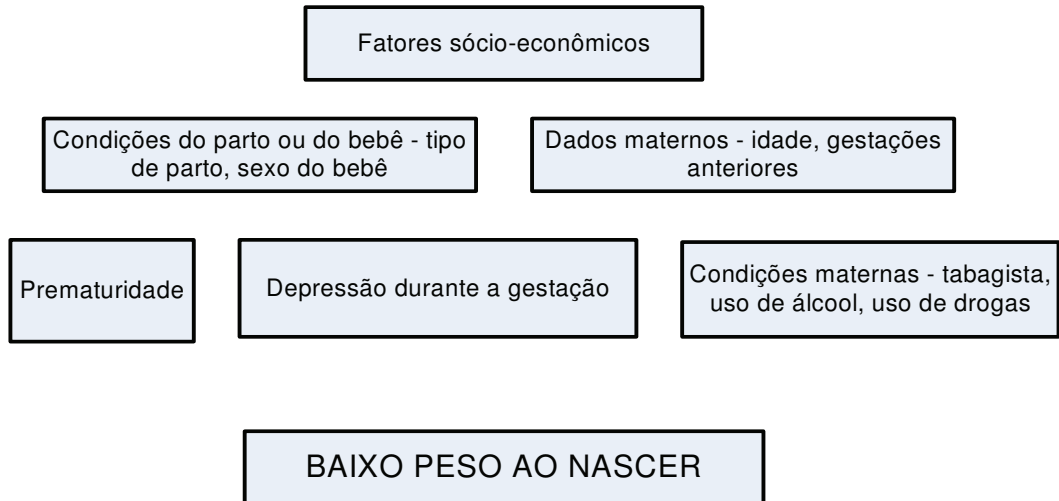 Fatores sócio-econômicos
Condições do parto ou do bebê - tipo
de parto, sexo do bebê
Dados maternos - idade, gestações
anteriores
Prematuridade
Depressão durante a gestação
Condições maternas - tabagista,
uso de álcool, uso de drogas
BAIXO PESO AO NASCER